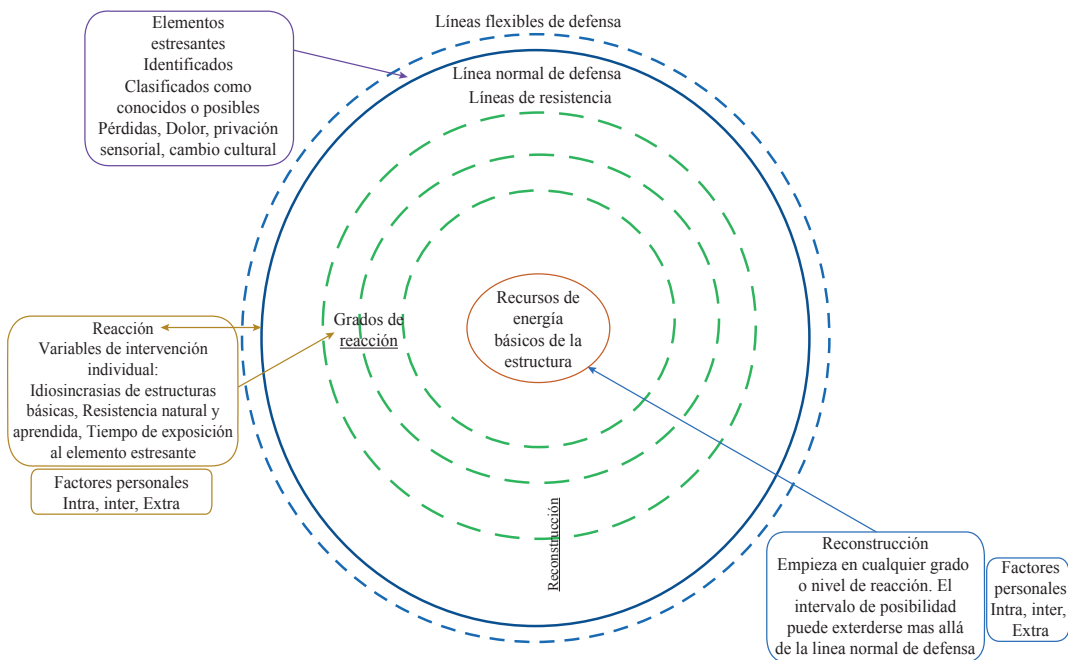 Elementos
estresantes
Identificados
Clasificados como
conocidos o posibles
Pérdidas, Dolor, privación
sensorial, cambio cultural
Líneas flexibles de defensa
Línea normal de defensa
Líneas de resistencia
Recursos de
energía
básicos de la
estructura
Grados de
reacción
Reacción
Variables de intervención
individual:
Idiosincrasias de estructuras
básicas, Resistencia natural y
aprendida, Tiempo de exposición
al elemento estresante
Factores personales
Intra, inter, Extra
Reconstrucción
Reconstrucción
Empieza en cualquier grado
o nivel de reacción. El
intervalo de posibilidad
puede exterderse mas allá
de la linea normal de defensa
Factores
personales
Intra, inter,
Extra